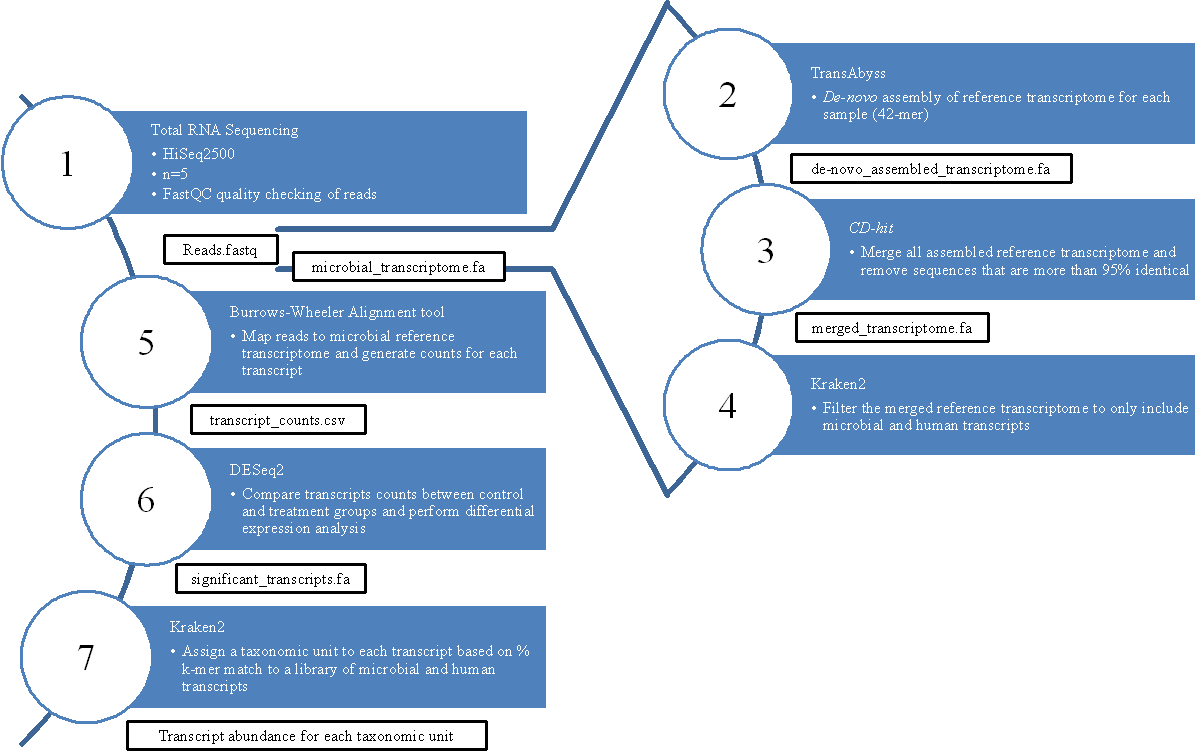 1
Total RNA Sequencing
• HiSeq2500
• n=5
• FastQC quality checking of reads
Reads.fastq
2
TransAbyss
• De-novo assembly of reference transcriptome for each
sample (42-mer)
de-novo_assembled_transcriptome.fa
3
CD-hit
• Merge all assembled reference transcriptome and
remove sequences that are more than 95% identical
merged_transcriptome.fa
4
Kraken2
• Filter the merged reference transcriptome to only include
microbial and human transcripts
microbial_transcriptome.fa
5
Burrows-Wheeler Alignment tool
• Map reads to microbial reference
transcriptome and generate counts for each
transcript
transcript_counts.csv
6
DESeq2
• Compare transcripts counts between control
and treatment groups and perform differential
expression analysis
significant_transcripts.fa
7
Kraken2
• Assign a taxonomic unit to each transcript based on %
k-mer match to a library of microbial and human
transcripts
Transcript abundance for each taxonomic unit